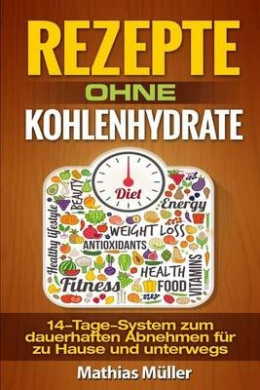 REZEPTE
OHNE
KOHLENHYDRATE
Diet
Energy
BEAUTY
Healthy lifestyle
WEIGHT LOSS
ANTIOXIDANTS
HEALTH
FOOD
VITAMINS
Fitness
14-Tage-System zum
dauerhaften Abnehmen für
zu Hause und unterwegs
Mathias Müller